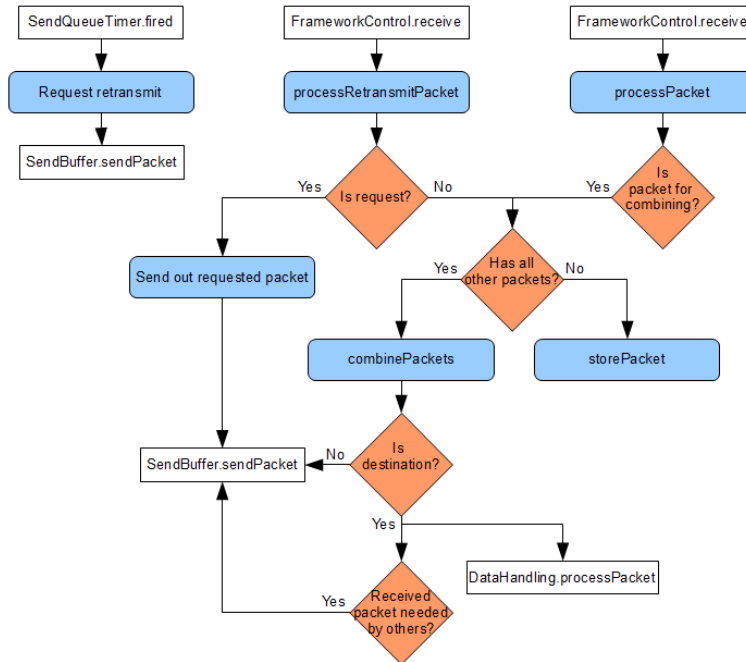 SendQueueTimer.fired
FrameworkControl.receive
FrameworkControl.receive
Request retransmit
processRetransmitPacket
processPacket
SendBuffer.sendPacket
Is
packet for
combining?
Yes
Is request?
No
Yes
Has all
other packets?
Yes
No
Send out requested packet
combinePackets
storePacket
Is
destination?
No
SendBuffer.sendPacket
Yes
DataHandling.processPacket
Received
packet needed
by others?
Yes